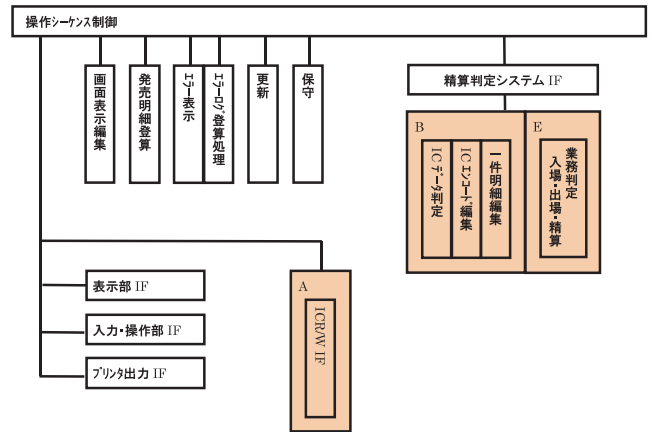 操作シーケンス制御
画面表示編集
発売明細登算
エラー表示
エラーログ登算処理
更新
保守
精算判定システム IF
B
ICデータ判定
ICエンコード編集
一件明細編集
E
業務判定
入場・出場・精算
表示部 IF
入力・操作部 IF
プリンタ出力 IF
A
ICR/W IF